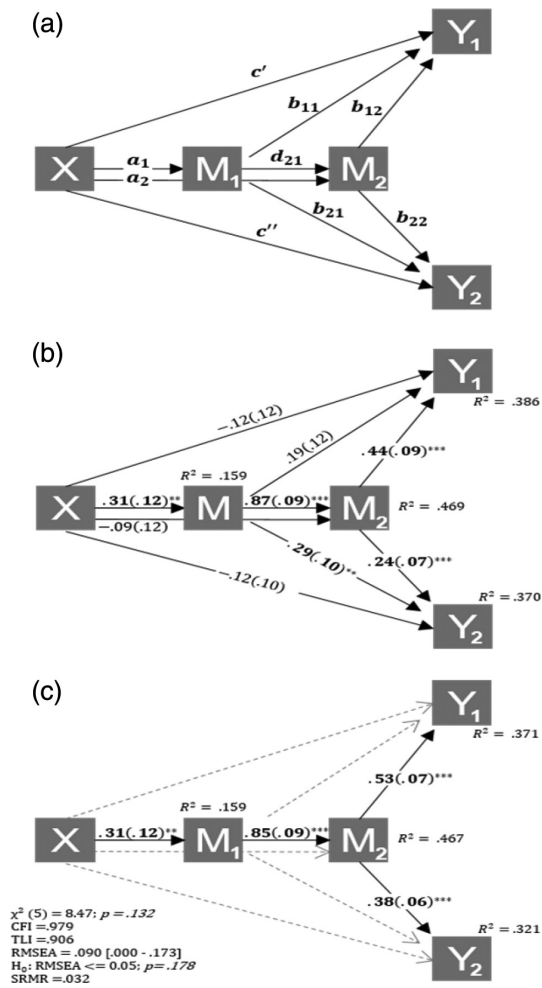 (a)
Y1
c'
b11
b12
X
a1
a2
M1
d21
M2
b21
b22
c''
Y2
(b)
Y1
R² = .386
−.12(.12)
.19(.12)
.44(.09)***
R² = .159
X
.31(.12)**
M
.87(.09)***
M2
R² = .469
−.09(.12)
.29(.10)**
.24(.07)***
−.12(.10)
Y2
R² = .370
(c)
Y1
R² = .371
.53(.07)***
R² = .159
X
.31(.12)**
M1
.85(.09)***
M2
R² = .467
.38(.06)***
χ² (5) = 8.47; p = .132
CFI =.979
TLI =.906
RMSEA = .090 [.000 - .173]
H0: RMSEA <= 0.05; p=.178
SRMR =.032
Y2
R² = .321